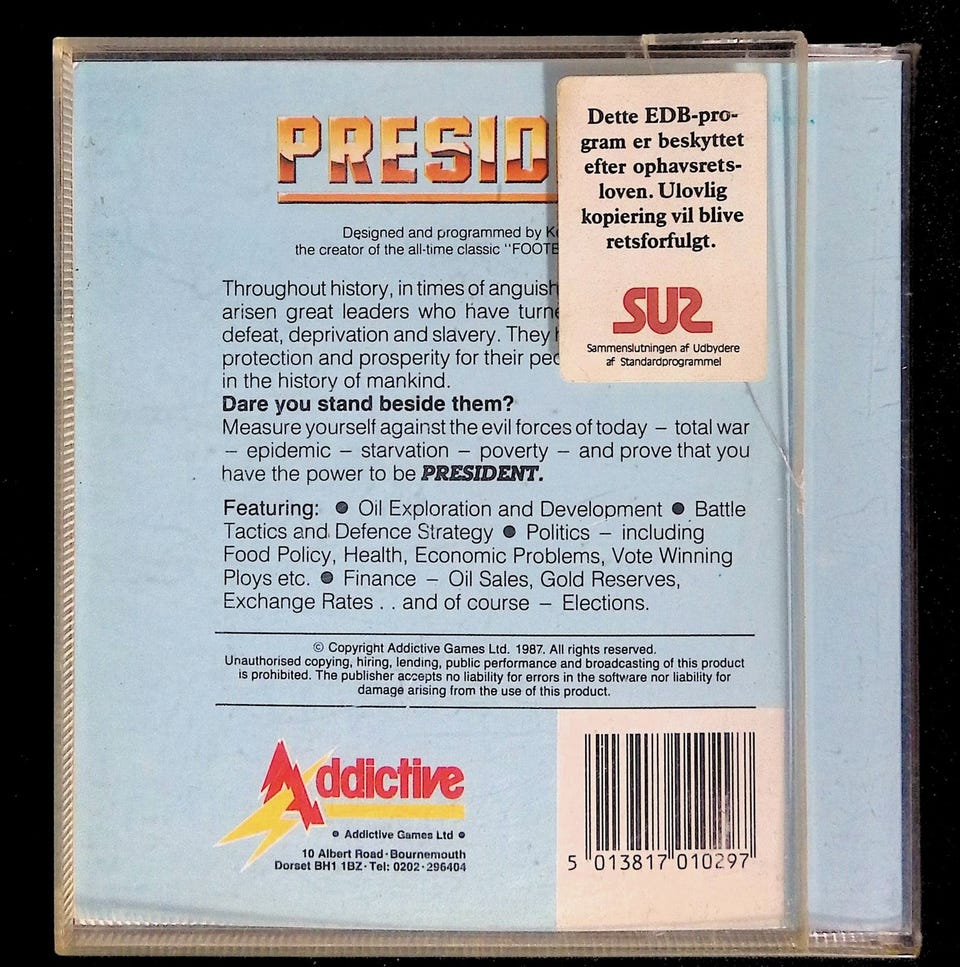 PRESID
Dette EDB-pro-
gram er beskyttet
efter ophavsrets-
loven. Ulovlig
kopiering vil blive
retsforfulgt.
SUS
Sammenslutningen af Udbydere
af Standardprogrammel
Designed and programmed by Ke
the creator of the all-time classic "FOOTB
Throughout history, in times of anguish
arisen great leaders who have turne
defeat, deprivation and slavery. They h
protection and prosperity for their peo
in the history of mankind.
Dare you stand beside them?
Measure yourself against the evil forces of today – total war
– epidemic – starvation – poverty – and prove that you
have the power to be PRESIDENT.
Featuring: ● Oil Exploration and Development ● Battle
Tactics and Defence Strategy ● Politics – including
Food Policy, Health, Economic Problems, Vote Winning
Ploys etc. ● Finance – Oil Sales, Gold Reserves,
Exchange Rates . . and of course – Elections.
© Copyright Addictive Games Ltd. 1987. All rights reserved.
Unauthorised copying, hiring, lending, public performance and broadcasting of this product
is prohibited. The publisher accepts no liability for errors in the software nor liability for
damage arising from the use of this product.
Addictive
● Addictive Games Ltd ●
10 Albert Road·Bournemouth
Dorset BH1 1BZ·Tel: 0202·296404
5 013817 010297